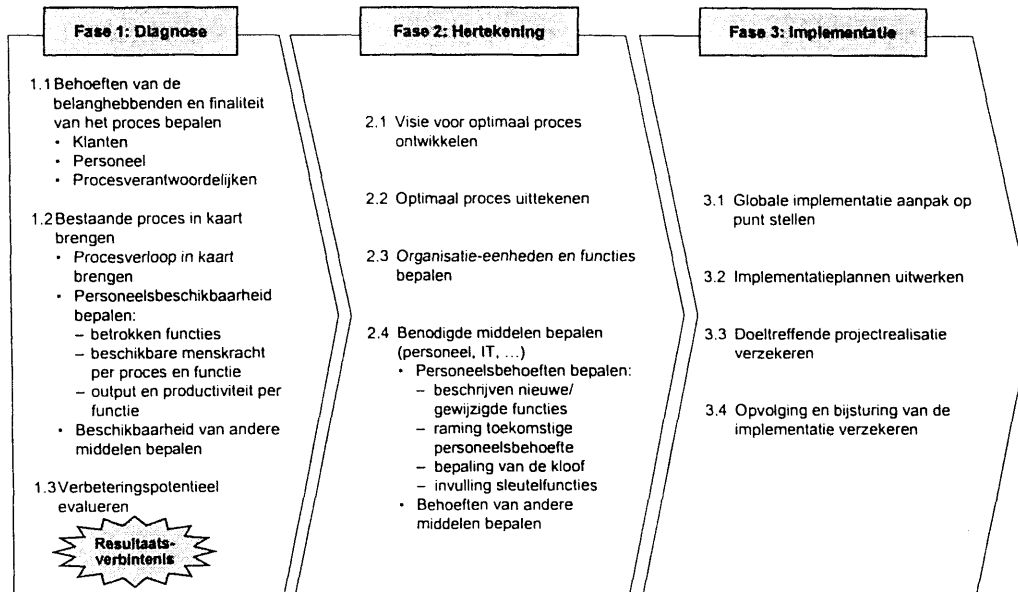 Fase 1: Diagnose
1.1 Behoeften van de
belanghebbenden en finaliteit
van het proces bepalen
• Klanten
• Personeel
• Procesverantwoordelijken
1.2 Bestaande proces in kaart
brengen
• Procesverloop in kaart
brengen
• Personeelsbeschikbaarheid
bepalen:
– betrokken functies
– beschikbare menskracht
per proces en functie
– output en productiviteit per
functie
• Beschikbaarheid van andere
middelen bepalen
1.3 Verbeteringspotentieel
evalueren
Resultaats-
verbintenis
Fase 2: Hertekening
2.1 Visie voor optimaal proces
ontwikkelen
2.2 Optimaal proces uittekenen
2.3 Organisatie-eenheden en functies
bepalen
2.4 Benodigde middelen bepalen
(personeel, IT, ...)
• Personeelsbehoeften bepalen:
– beschrijven nieuwe/
gewijzigde functies
– raming toekomstige
personeelsbehoefte
– bepaling van de kloof
– invulling sleutelfuncties
• Behoeften van andere
middelen bepalen
Fase 3: Implementatie
3.1 Globale implementatie aanpak op
punt stellen
3.2 Implementatieplannen uitwerken
3.3 Doeltreffende projectrealisatie
verzekeren
3.4 Opvolging en bijsturing van de
implementatie verzekeren